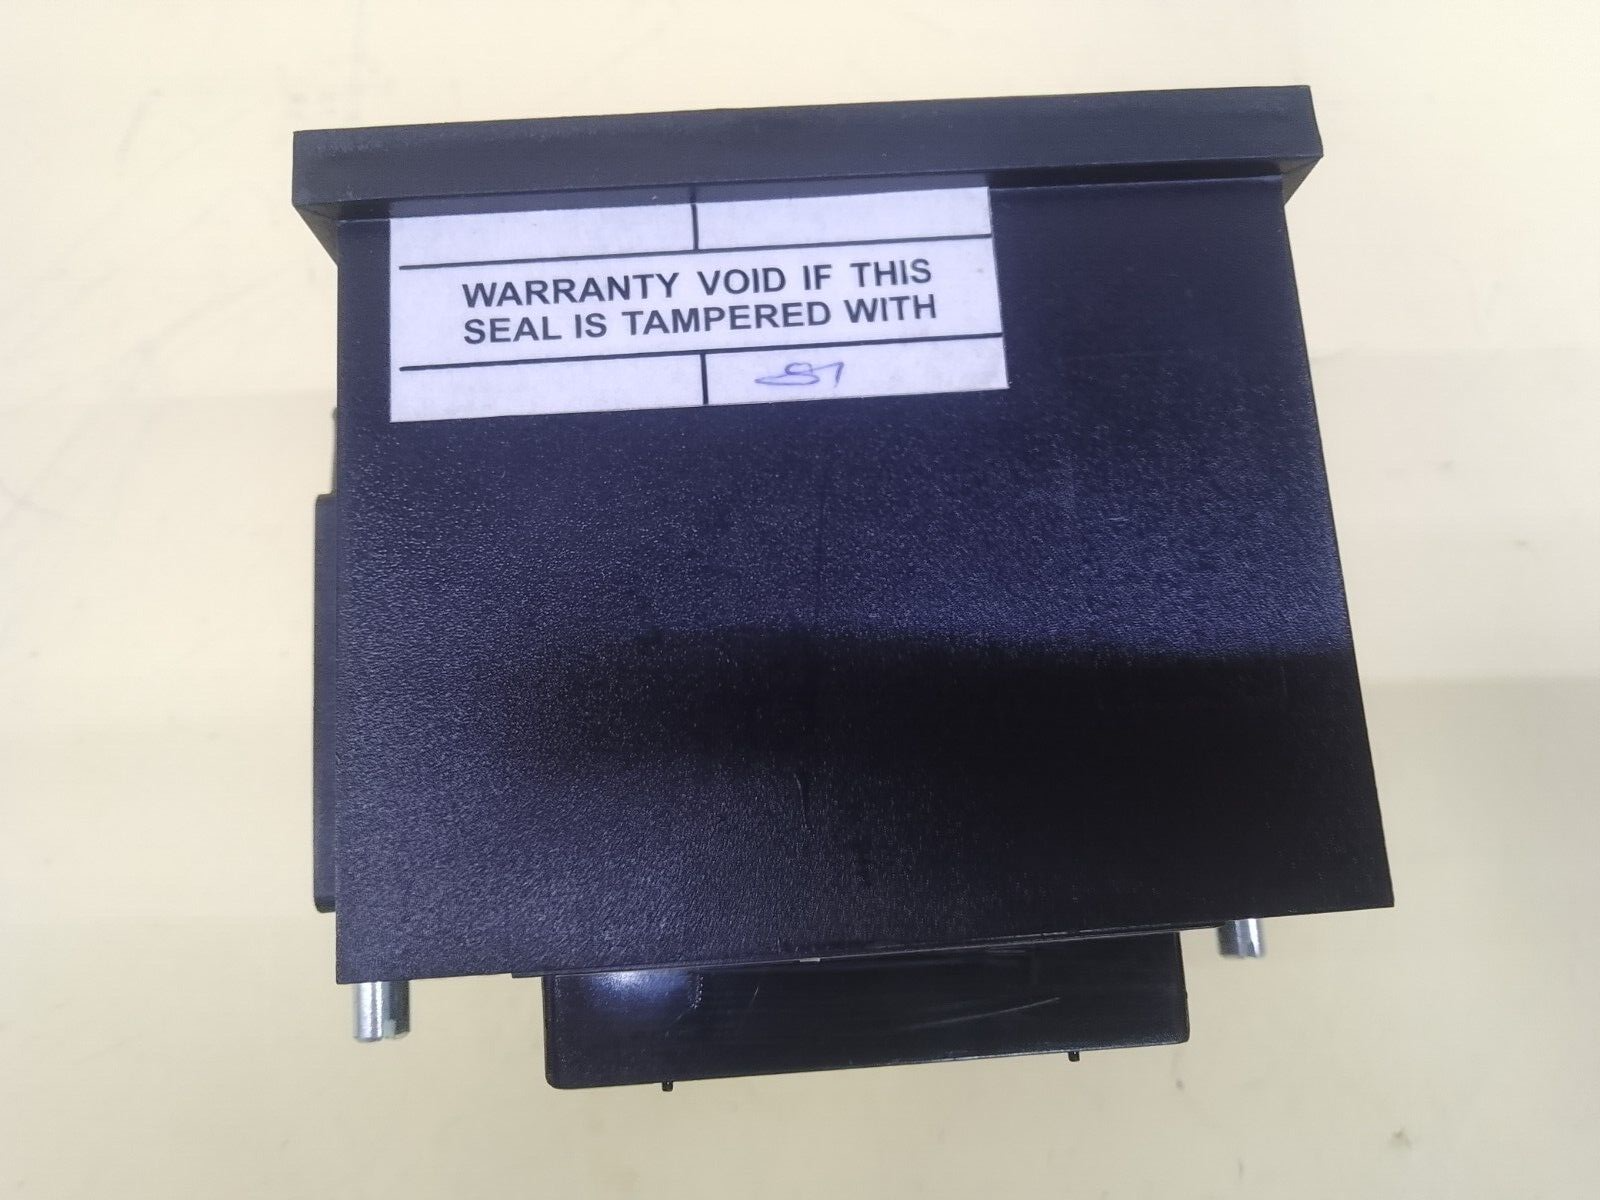 WARRANTY VOID IF THIS
SEAL IS TAMPERED WITH